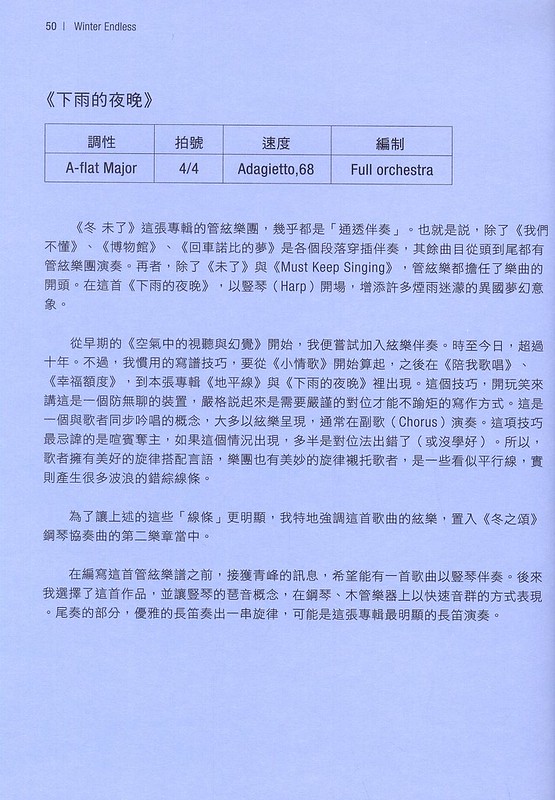 50 | Winter Endless
《下雨的夜晚》
調性 拍號 速度 編制
A-flat Major 4/4 Adagietto,68 Full orchestra
《冬 未了》這張專輯的管絃樂團，幾乎都是「通透伴奏」。也就是說，除了《我們
不懂》、《博物館》、《回車諾比的夢》是各個段落穿插伴奏，其餘曲目從頭到尾都有
管絃樂團演奏。再者，除了《未了》與《Must Keep Singing》，管絃樂都擔任了樂曲的
開頭。在這首《下雨的夜晚》，以豎琴（Harp）開場，增添許多煙雨迷濛的異國夢幻意
象。
從早期的《空氣中的視聽與幻覺》開始，我便嘗試加入絃樂伴奏。時至今日，超過
十年。不過，我慣用的寫譜技巧，要從《小情歌》開始算起，之後在《陪我歌唱》、
《幸福額度》，到本張專輯《地平線》與《下雨的夜晚》裡出現。這個技巧，開玩笑來
講這是一個防無聊的裝置，嚴格說起來是需要嚴謹的對位才能不踰矩的寫作方式。這是
一個與歌者同步吟唱的概念，大多以絃樂呈現，通常在副歌（Chorus）演奏。這項技巧
最忌諱的是喧賓奪主，如果這個情況出現，多半是對位法出錯了（或沒學好）。所以，
歌者擁有美好的旋律搭配言語，樂團也有美妙的旋律襯托歌者，是一些看似平行線，實
則產生很多波浪的錯綜線條。
為了讓上述的這些「線條」更明顯，我特地強調這首歌曲的絃樂，置入《冬之頌》
鋼琴協奏曲的第二樂章當中。
在編寫這首管絃樂譜之前，接獲青峰的訊息，希望能有一首歌曲以豎琴伴奏。後來
我選擇了這首作品，並讓豎琴的琶音概念，在鋼琴、木管樂器上以快速音群的方式表現
。尾奏的部分，優雅的長笛奏出一串旋律，可能是這張專輯最明顯的長笛演奏。